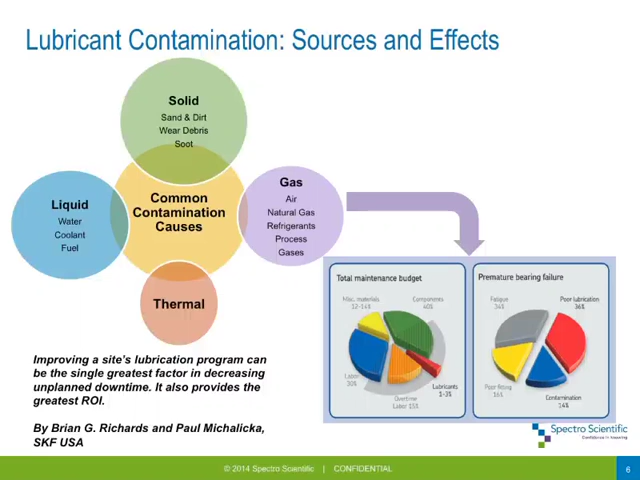 Lubricant Contamination: Sources and Effects
Solid
Sand & Dirt
Wear Debris
Soot
Liquid
Water
Coolant
Fuel
Common
Contamination
Causes
Gas
Air
Natural Gas
Refrigerants
Process
Gases
Thermal
Total maintenance budget
Misc. materials
12-14%
Components
40%
Labor
30%
Overtime
Labor 15%
Lubricants
1-3%
Premature bearing failure
Fatigue
34%
Poor lubrication
36%
Poor fitting
16%
Contamination
14%
Improving a site's lubrication program can
be the single greatest factor in decreasing
unplanned downtime. It also provides the
greatest ROI.
By Brian G. Richards and Paul Michalicka,
SKF USA
Spectro Scientific
Confidence in Knowing
© 2014 Spectro Scientific | CONFIDENTIAL
6